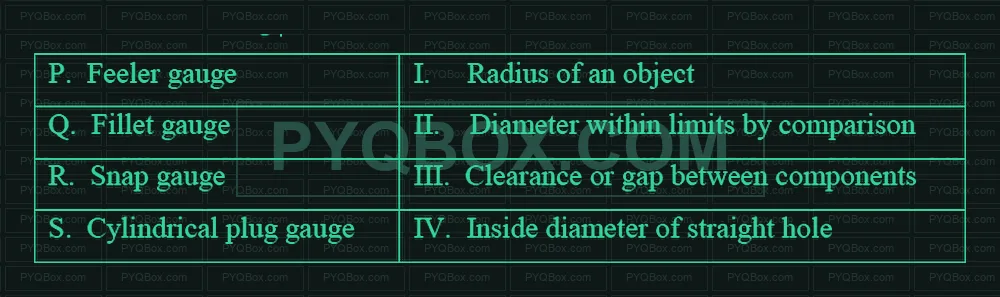 P. Feeler gauge I. Radius of an object
Q. Fillet gauge II. Diameter within limits by comparison
R. Snap gauge III. Clearance or gap between components
S. Cylindrical plug gauge IV. Inside diameter of straight hole
PYQBOX.COM